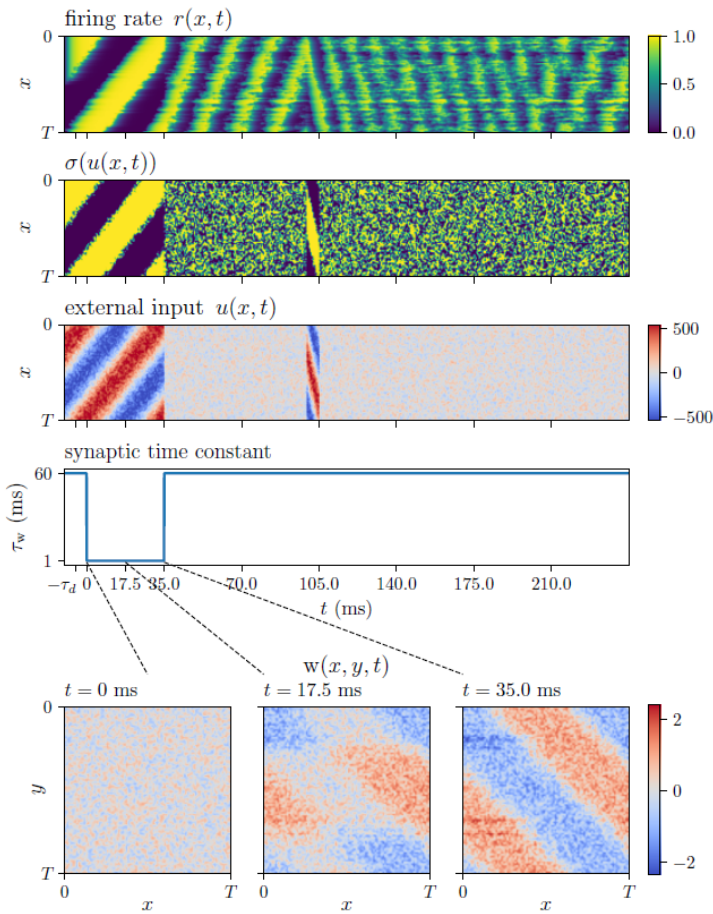 firing rate r(x,t)
0
x
T
1.0
0.5
0.0
σ(u(x,t))
0
x
T
external input u(x,t)
0
x
T
500
0
−500
synaptic time constant
60
τw (ms)
1
−τd 0 17.5 35.0 70.0 105.0 140.0 175.0 210.0
t (ms)
w(x,y,t)
t = 0 ms t = 17.5 ms t = 35.0 ms
0
y
T
2
0
−2
0 T 0 T 0 T
x x x